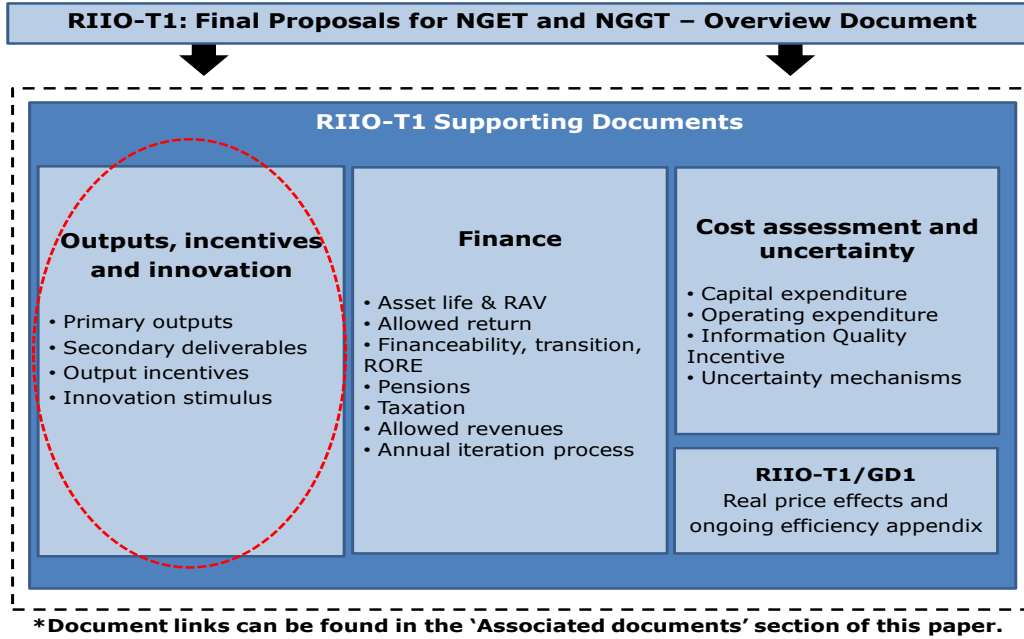 RIIO-T1: Final Proposals for NGET and NGGT – Overview Document
RIIO-T1 Supporting Documents
Outputs, incentives
and innovation
• Primary outputs
• Secondary deliverables
• Output incentives
• Innovation stimulus
Finance
• Asset life & RAV
• Allowed return
• Financeability, transition,
RORE
• Pensions
• Taxation
• Allowed revenues
• Annual iteration process
Cost assessment and
uncertainty
• Capital expenditure
• Operating expenditure
• Information Quality
Incentive
• Uncertainty mechanisms
RIIO-T1/GD1
Real price effects and
ongoing efficiency appendix
*Document links can be found in the ‘Associated documents’ section of this paper.